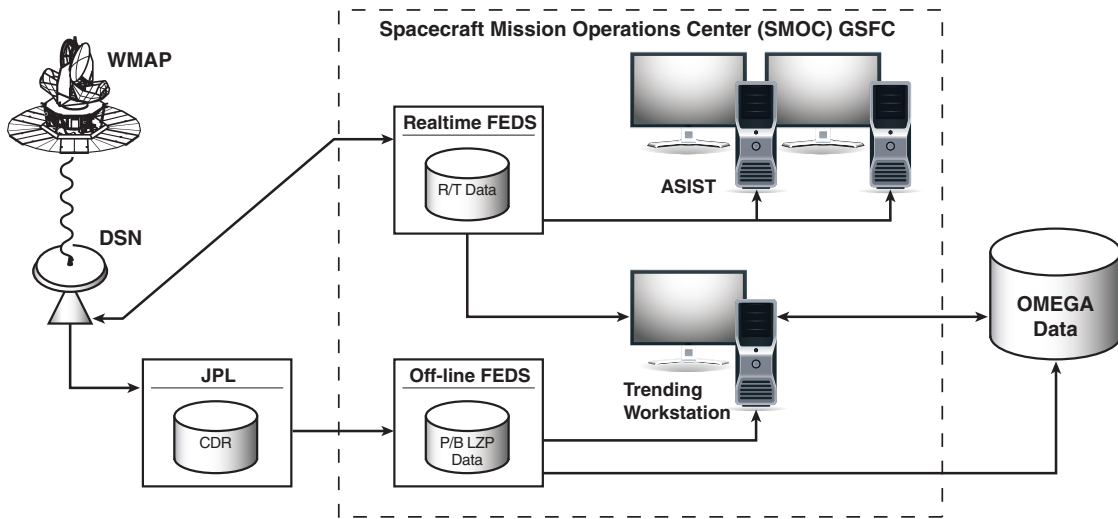 Spacecraft Mission Operations Center (SMOC) GSFC
WMAP
Realtime FEDS
R/T Data
ASIST
DSN
OMEGA
Data
JPL
CDR
Off-line FEDS
P/B LZP
Data
Trending
Workstation